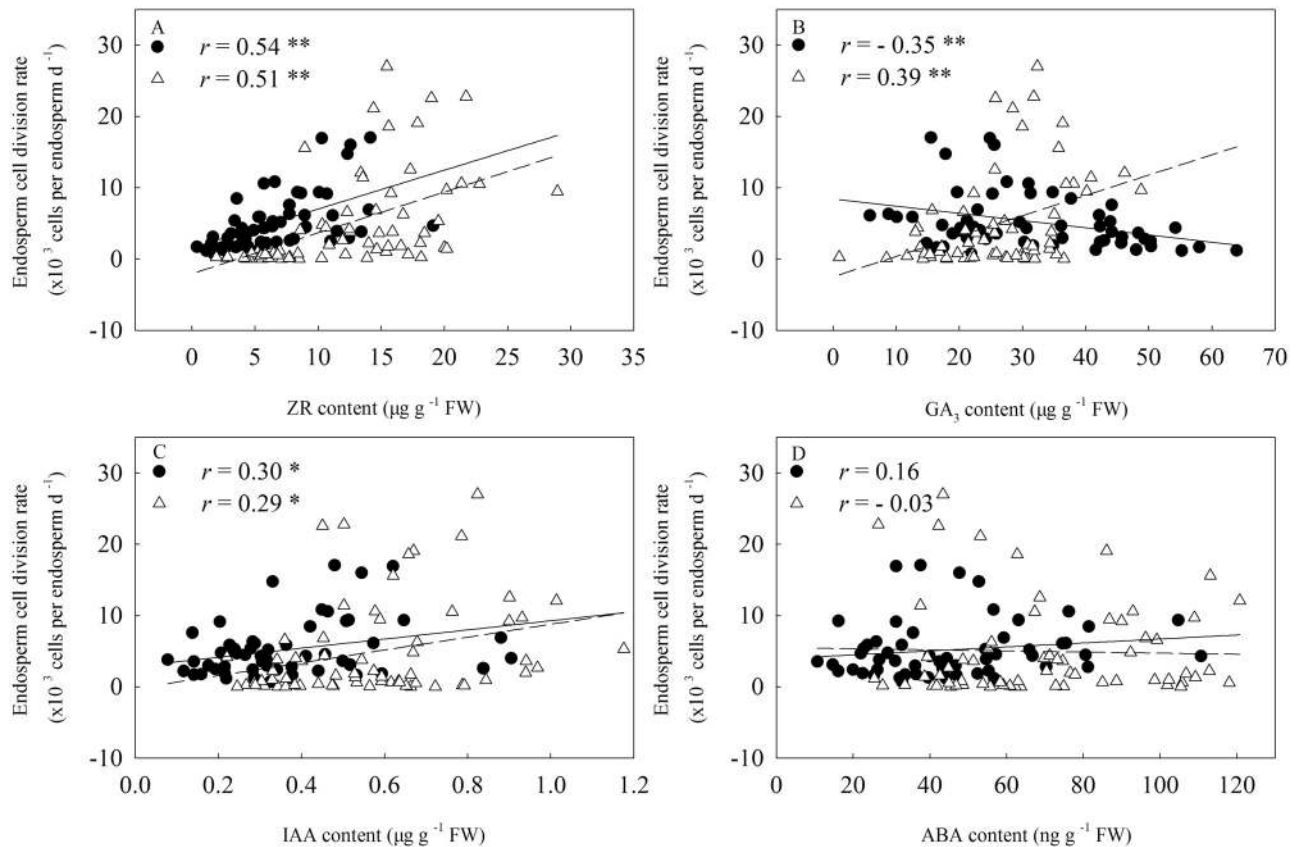 A
r = 0.54 **
r = 0.51 **
30
20
10
0
-10
Endosperm cell division rate
(x10 3 cells per endosperm d -1)
0 5 10 15 20 25 30 35
ZR content (μg g -1 FW)
B
r = - 0.35 **
r = 0.39 **
30
20
10
0
-10
Endosperm cell division rate
(x10 3 cells per endosperm d -1)
0 10 20 30 40 50 60 70
GA3 content (μg g -1 FW)
C
r = 0.30 *
r = 0.29 *
30
20
10
0
-10
Endosperm cell division rate
(x10 3 cells per endosperm d -1)
0.0 0.2 0.4 0.6 0.8 1.0 1.2
IAA content (μg g -1 FW)
D
r = 0.16
r = - 0.03
30
20
10
0
-10
Endosperm cell division rate
(x10 3 cells per endosperm d -1)
0 20 40 60 80 100 120
ABA content (ng g -1 FW)